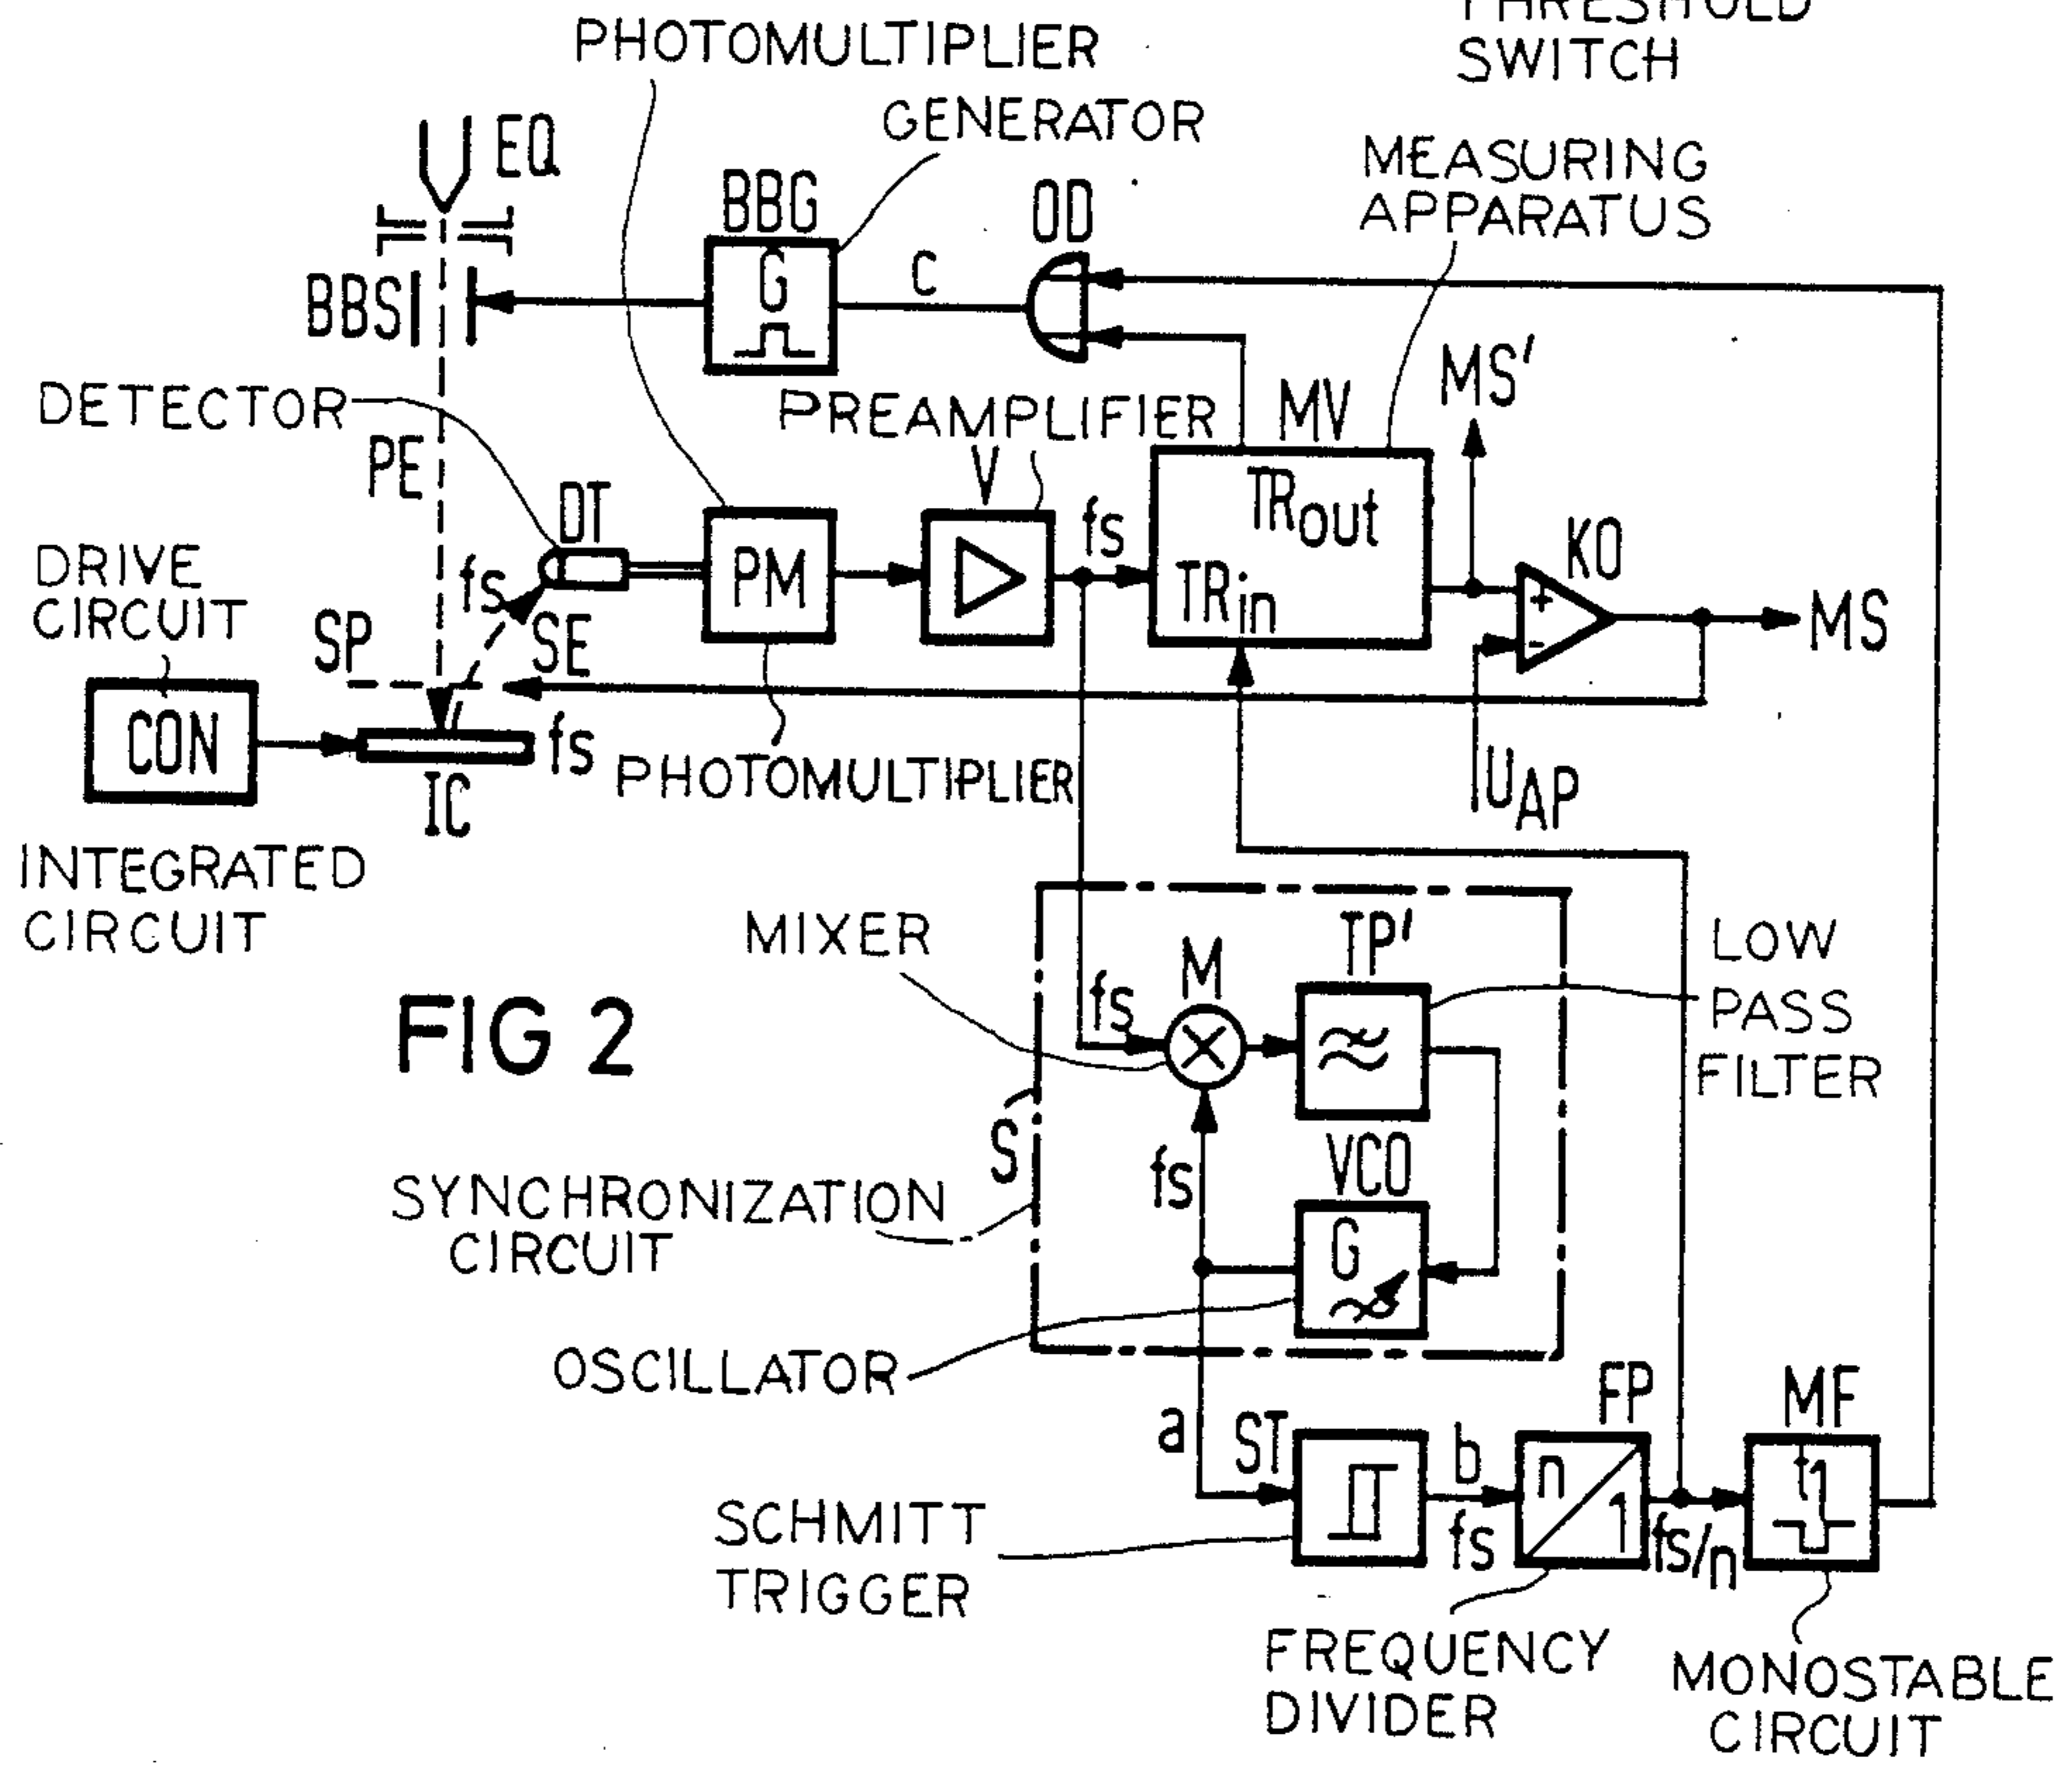 THRESHOLD
SWITCH
PHOTOMULTIPLIER
GENERATOR
MEASURING
APPARATUS
EQ
BBG
G
OD
C
BBS
MS'
DETECTOR
PREAMPLIFIER
MV
PE
DT
V
fs
TRout
KO
DRIVE
CIRCUIT
fs
PM
TRin
SP
SE
MS
+
-
CON
fs
IC
PHOTOMULTIPLIER
UAP
INTEGRATED
CIRCUIT
MIXER
M
TP'
LOW
PASS
FILTER
fs
FIG 2
S
fs
VCO
G
SYNCHRONIZATION
CIRCUIT
OSCILLATOR
FP
MF
a
ST
b
n
1
t1
fs
fs/n
SCHMITT
TRIGGER
FREQUENCY
DIVIDER
MONOSTABLE
CIRCUIT